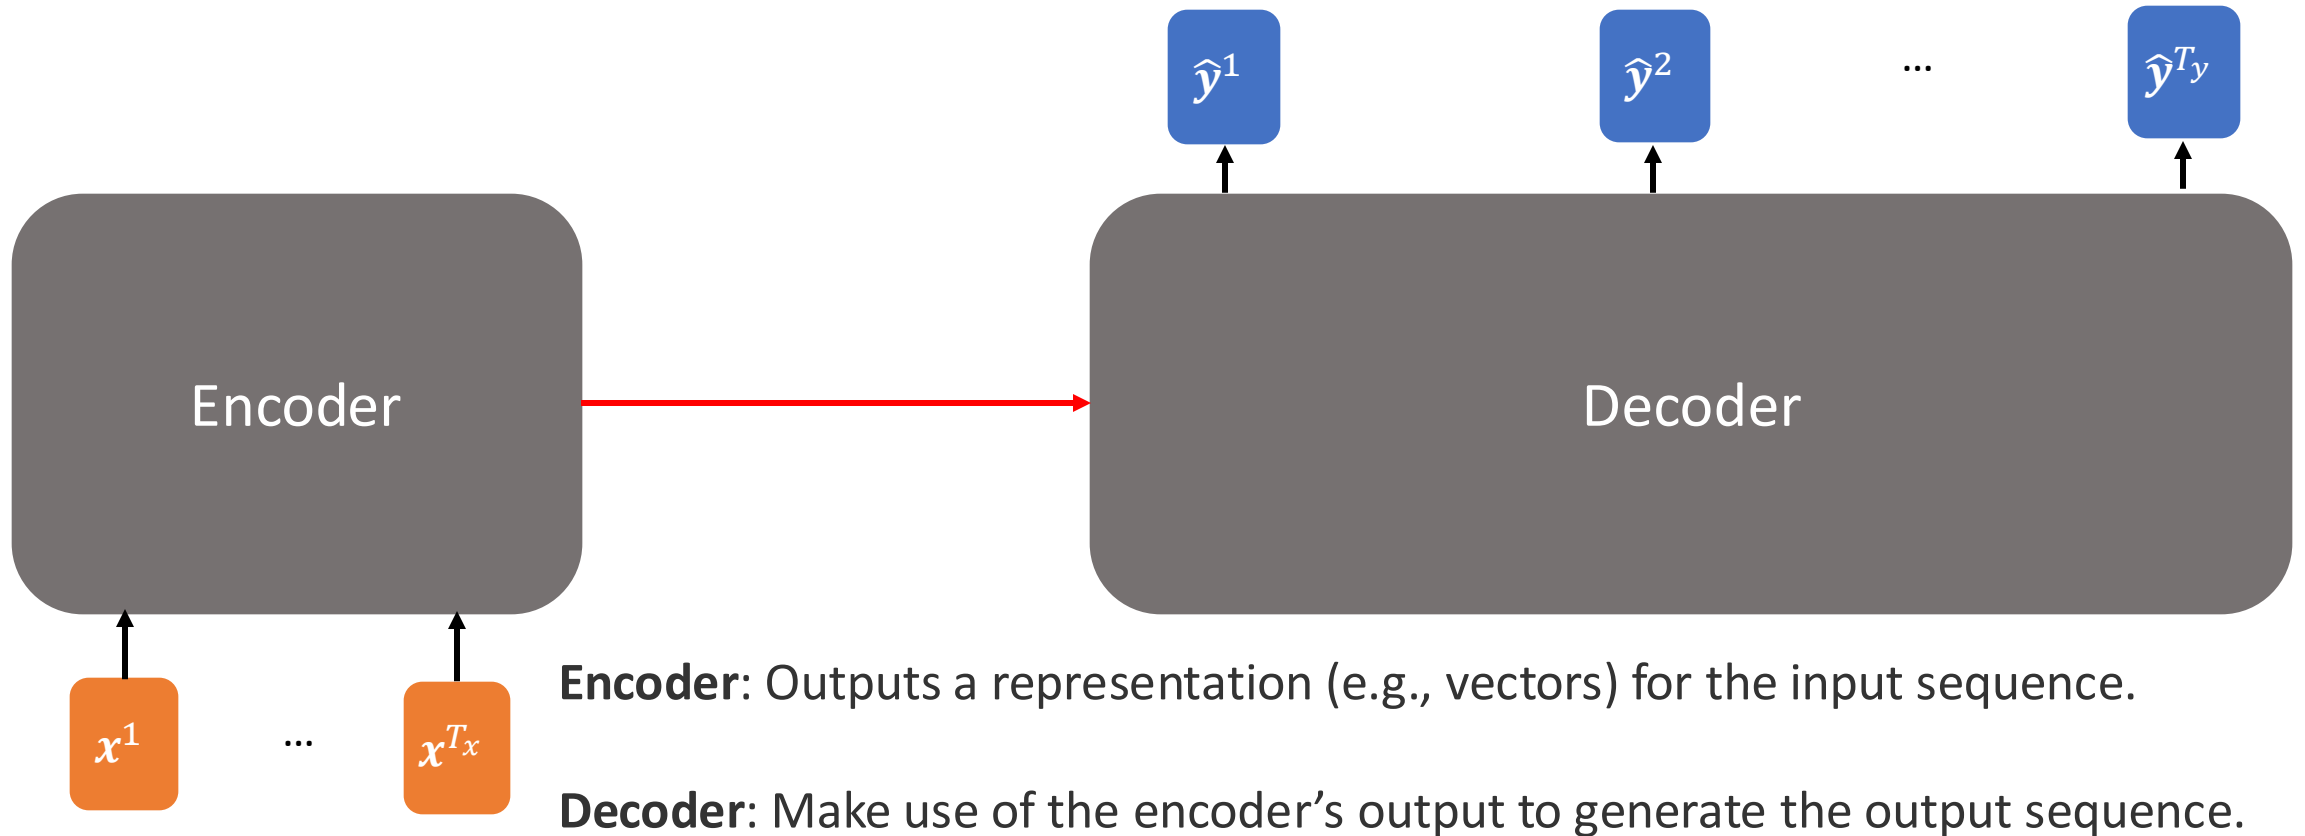 ŷ¹ ŷ² ... ŷ^{T_y}
Encoder Decoder
x¹ ... x^{T_x}
Encoder: Outputs a representation (e.g., vectors) for the input sequence.
Decoder: Make use of the encoder’s output to generate the output sequence.